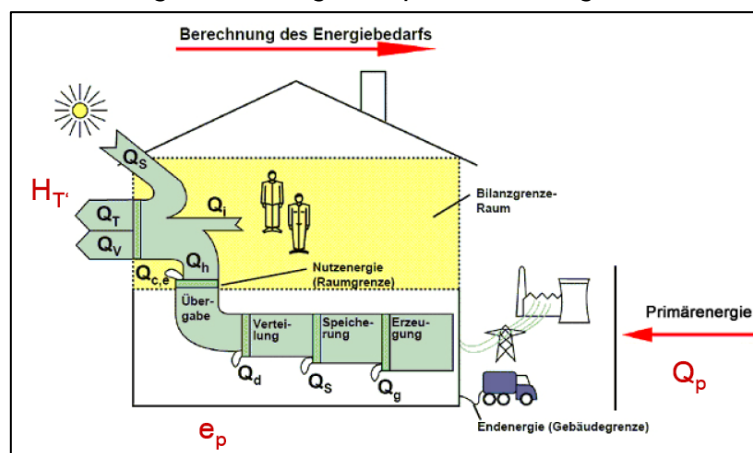 Berechnung des Energiebedarfs
Q_S
H_T'
Q_T
Q_i
Bilanzgrenze-
Raum
Q_V
Q_h
Q_c,e
Nutzenergie
(Raumgrenze)
Über-
gabe
Vertei-
lung
Speiche-
rung
Erzeu-
gung
Primärenergie
Q_d
Q_S
Q_g
Q_p
e_p
Endenergie (Gebäudegrenze)